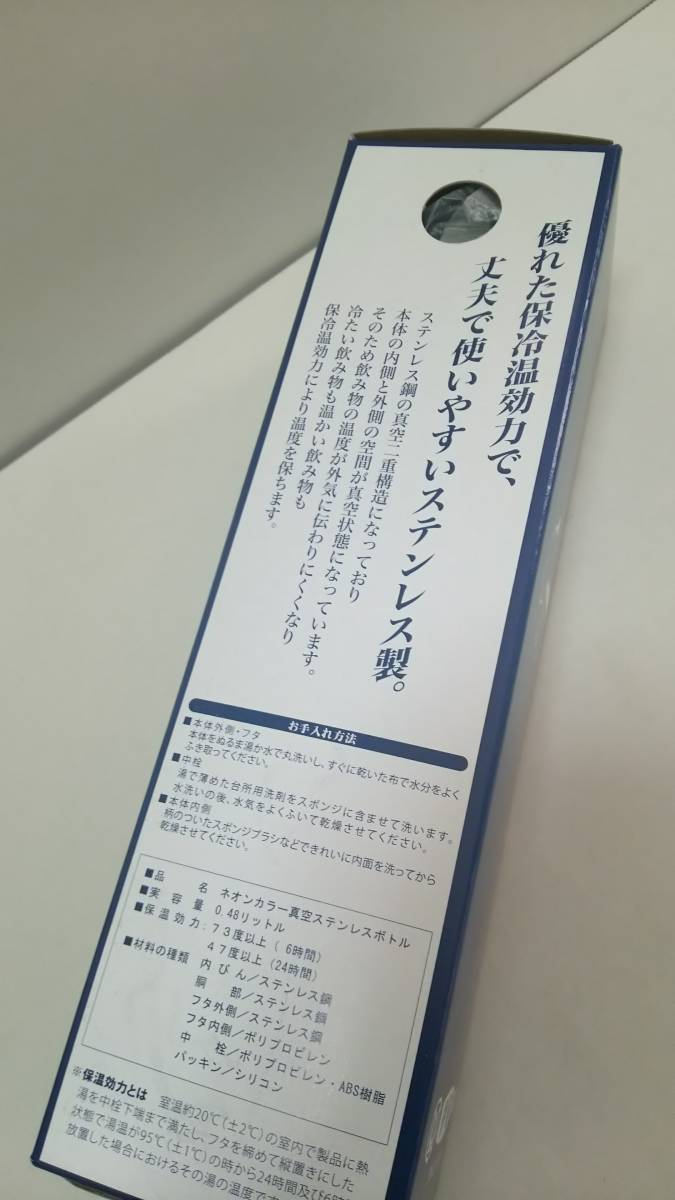 優れた保冷温効力で、
丈夫で使いやすいステンレス製。
ステンレス鋼の真空二重構造になっており
本体の内側と外側の空間が真空状態になっています。
そのため飲み物の温度が外気に伝わりにくくなり
冷たい飲み物も温かい飲み物も
保冷温効力により温度を保ちます。
お手入れ方法
■本体外側・フタ
本体をぬるま湯か水で丸洗いし、すぐに乾いた布で水分をよく
ふき取ってください。
■中栓
湯で薄めた台所用洗剤をスポンジに含ませて洗います。
水洗いの後、水気をよくふいて乾燥させてください。
■本体内側
柄のついたスポンジブラシなどできれいに内面を洗ってから
乾燥させてください。
■品 名 ネオンカラー真空ステンレスボトル
■実 容 量 0.48リットル
■保 温 効 力：７３度以上（ 6時間）
４７度以上（24時間）
■材料の種類 内 び ん／ステンレス鋼
胴 部／ステンレス鋼
フタ外側／ステンレス鋼
フタ内側／ポリプロピレン
中 栓／ポリプロピレン・ABS樹脂
パッキン／シリコン
※保温効力とは 室温約20℃（±2℃）の室内で製品に熱
湯を中栓下端まで満たし、フタを締めて縦置きにした
状態で湯温が95℃（±1℃）の時から24時間及び6時
放置した場合におけるその湯の温度です